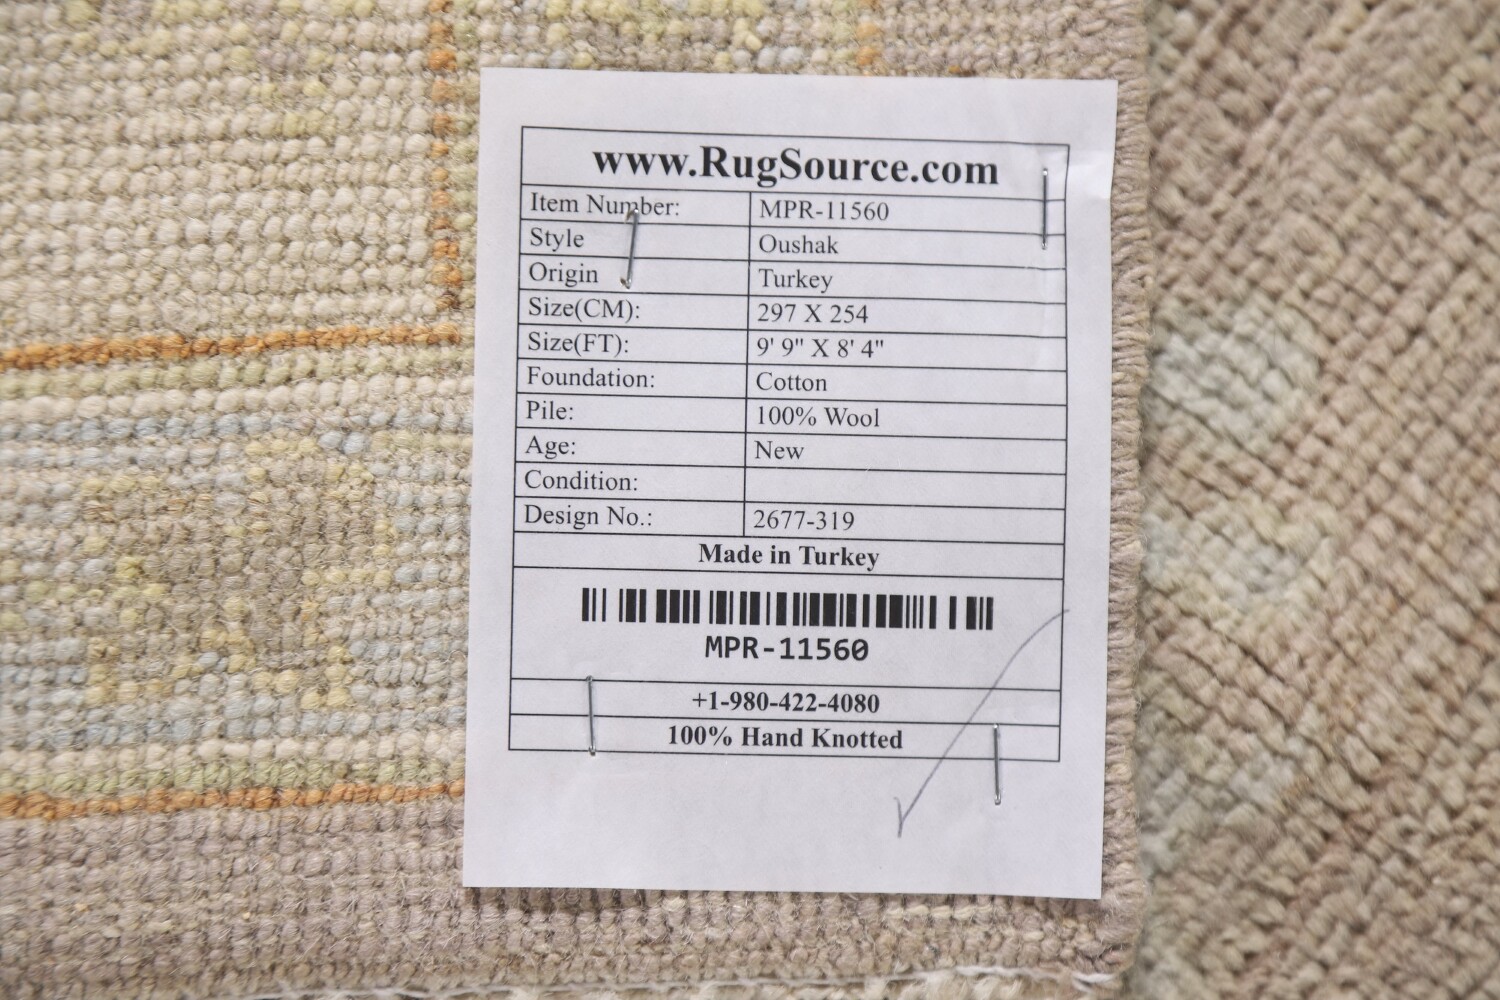 www.RugSource.com
Item Number: MPR-11560
Style Oushak
Origin Turkey
Size(CM): 297 X 254
Size(FT): 9' 9" X 8' 4"
Foundation: Cotton
Pile: 100% Wool
Age: New
Condition:
Design No.: 2677-319
Made in Turkey
MPR-11560
+1-980-422-4080
100% Hand Knotted